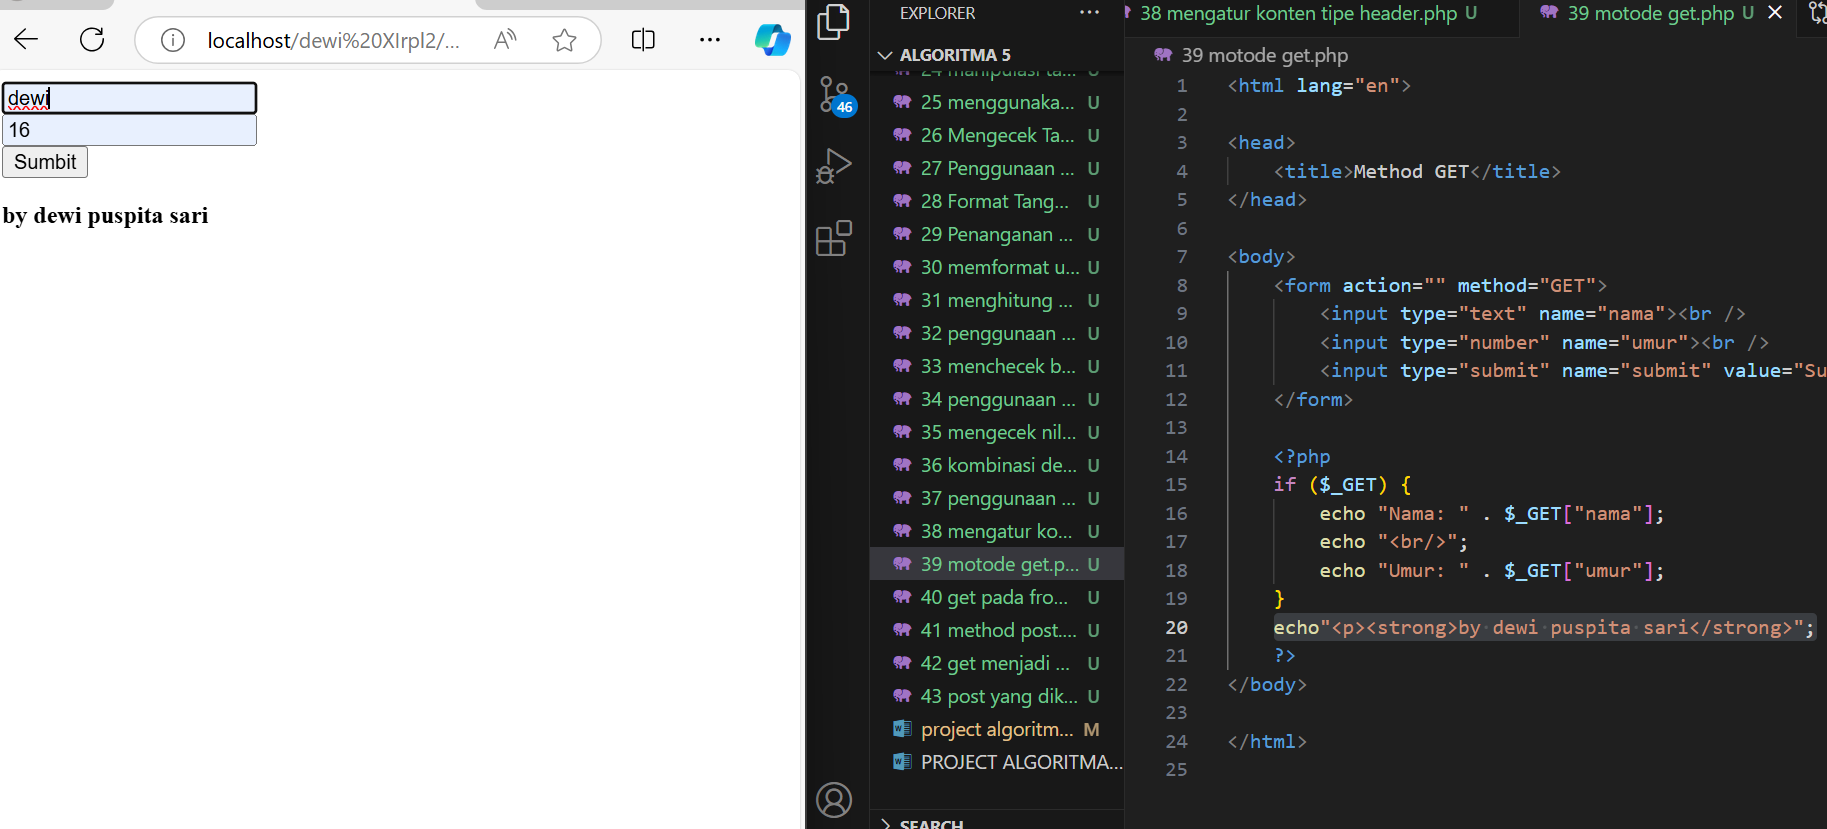 localhost/dewi%20XIrpl2/...
dewi
16
Sumbit
by dewi puspita sari
46
EXPLORER
ALGORITMA 5
24 manipulasi ta... U
25 menggunaka... U
26 Mengecek Ta... U
27 Penggunaan ... U
28 Format Tang... U
29 Penanganan ... U
30 memformat u... U
31 menghitung ... U
32 penggunaan ... U
33 menchecek b... U
34 penggunaan ... U
35 mengecek nil... U
36 kombinasi de... U
37 penggunaan ... U
38 mengatur ko... U
39 motode get.p... U
40 get pada fro... U
41 method post.... U
42 get menjadi ... U
43 post yang dik... U
project algoritm... M
PROJECT ALGORITMA...
SEARCH
38 mengatur konten tipe header.php U
39 motode get.php U
39 motode get.php
1 <html lang="en">
2
3 <head>
4 <title>Method GET</title>
5 </head>
6
7 <body>
8 <form action="" method="GET">
9 <input type="text" name="nama"><br />
10 <input type="number" name="umur"><br />
11 <input type="submit" name="submit" value="Su
12 </form>
13
14 <?php
15 if ($_GET) {
16 echo "Nama: " . $_GET["nama"];
17 echo "<br/>";
18 echo "Umur: " . $_GET["umur"];
19 }
20 echo"<p><strong>by dewi puspita sari</strong>";
21 ?>
22 </body>
23
24 </html>
25